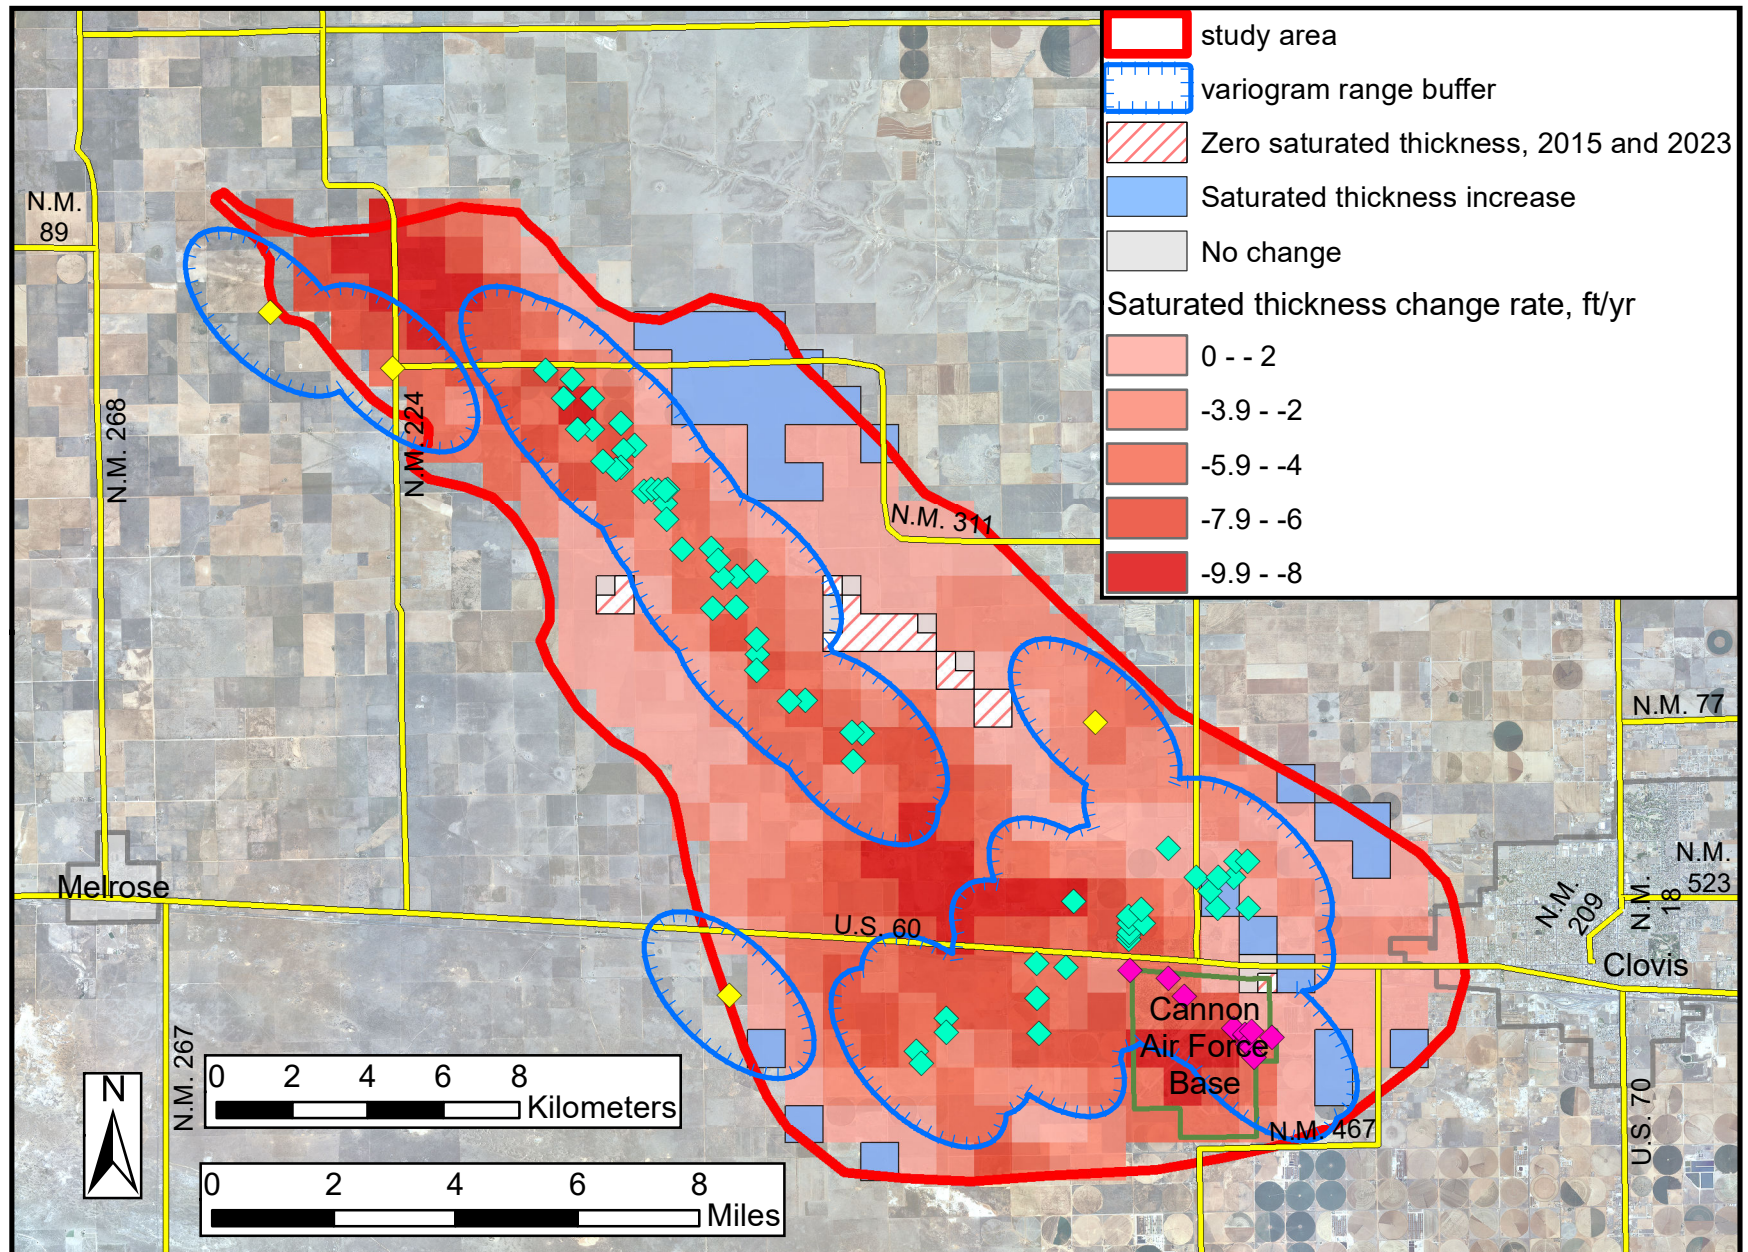 study area
variogram range buffer
Zero saturated thickness, 2015 and 2023
Saturated thickness increase
No change
Saturated thickness change rate, ft/yr
0 - - 2
-3.9 - -2
-5.9 - -4
-7.9 - -6
-9.9 - -8
N.M.
89
N.M. 268
N.M. 224
N.M. 311
N.M. 77
N.M.
523
N.M.
209
N.M.
18
Melrose
U.S. 60
Clovis
Cannon
Air Force
Base
N.M. 267
N.M. 467
U.S. 70
N
0 2 4 6 8
Kilometers
0 2 4 6 8
Miles